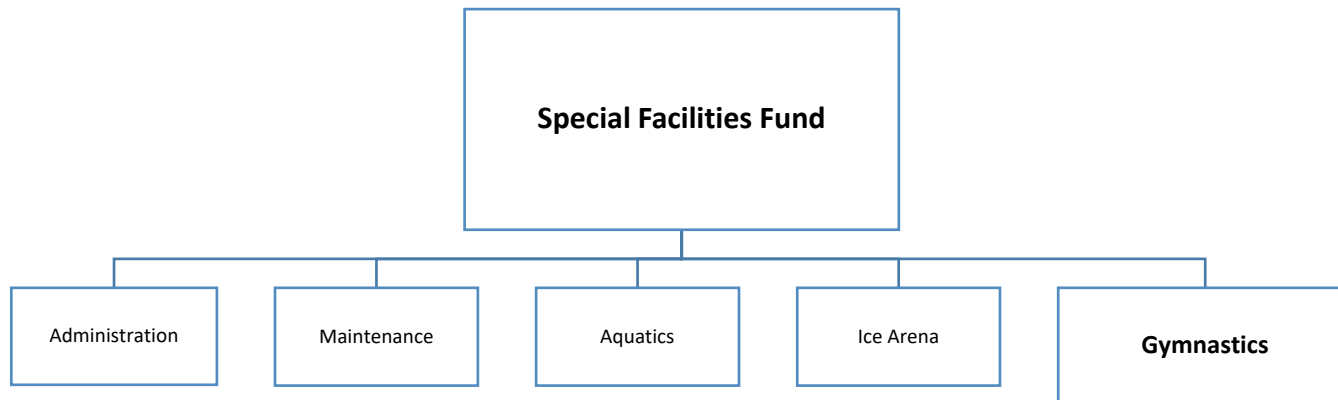 Special Facilities Fund
Administration
Maintenance
Aquatics
Ice Arena
Gymnastics